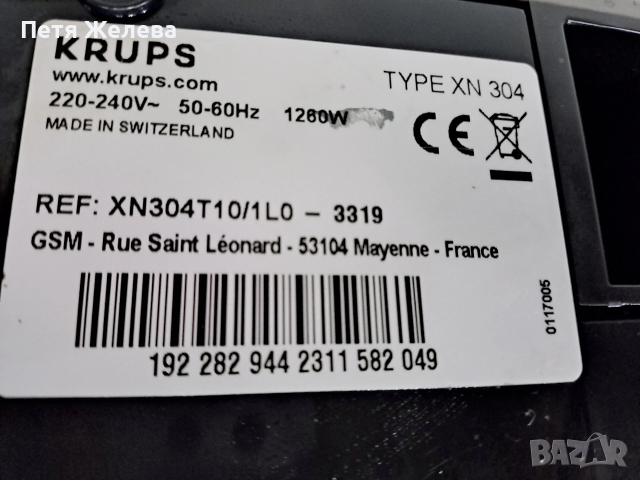 Петя Желева
KRUPS
www.krups.com
TYPE XN 304
220-240V~ 50-60Hz 1260W
MADE IN SWITZERLAND
CE
REF: XN304T10/1L0 - 3319
GSM - Rue Saint Léonard - 53104 Mayenne - France
192 282 944 2311 582 049
0117005
BAZAR